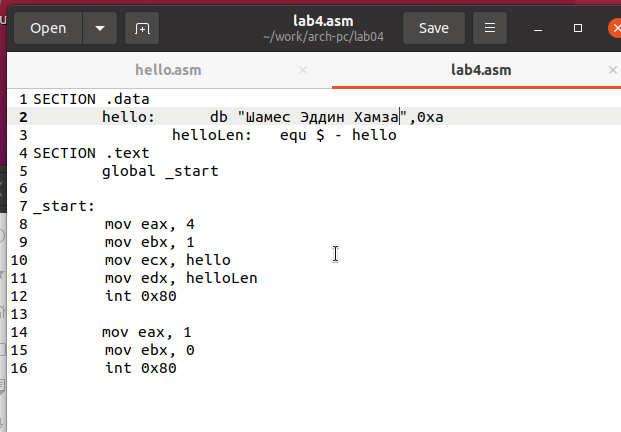 Open
lab4.asm
~/work/arch-pc/lab04
Save
hello.asm
lab4.asm
1 SECTION .data
2 hello: db "Шамес Эддин Хамза",0xa
3 helloLen: equ $ - hello
4 SECTION .text
5 global _start
6
7 _start:
8 mov eax, 4
9 mov ebx, 1
10 mov ecx, hello
11 mov edx, helloLen
12 int 0x80
13
14 mov eax, 1
15 mov ebx, 0
16 int 0x80